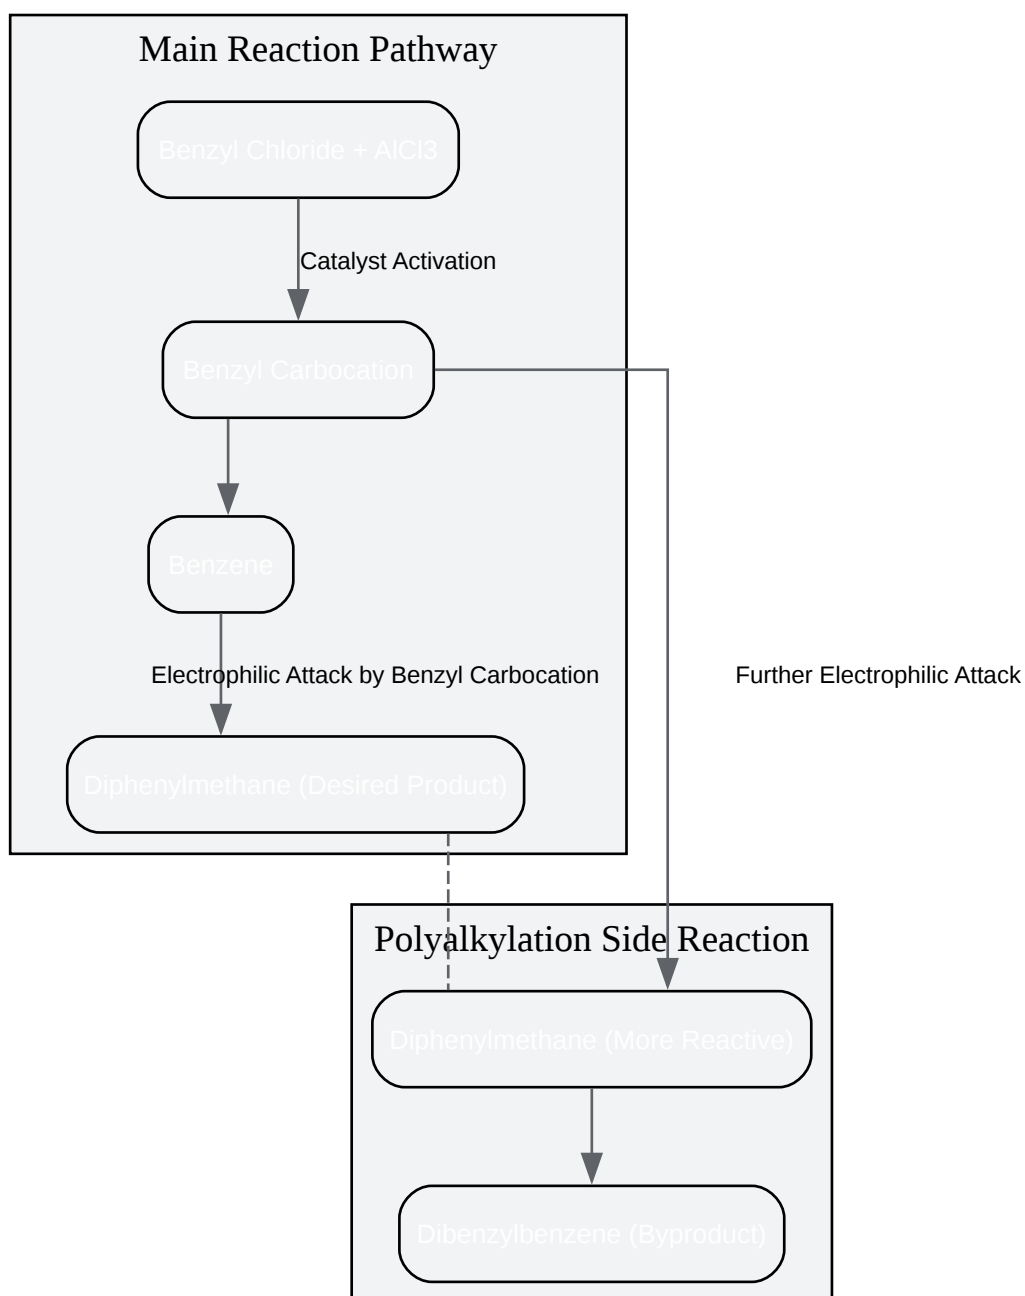 Main Reaction Pathway
Benzyl Chloride + AlCl3
Catalyst Activation
Benzyl Carbocation
Benzene
Electrophilic Attack by Benzyl Carbocation
Further Electrophilic Attack
Diphenylmethane (Desired Product)
Polyalkylation Side Reaction
Diphenylmethane (More Reactive)
Dibenzylbenzene (Byproduct)